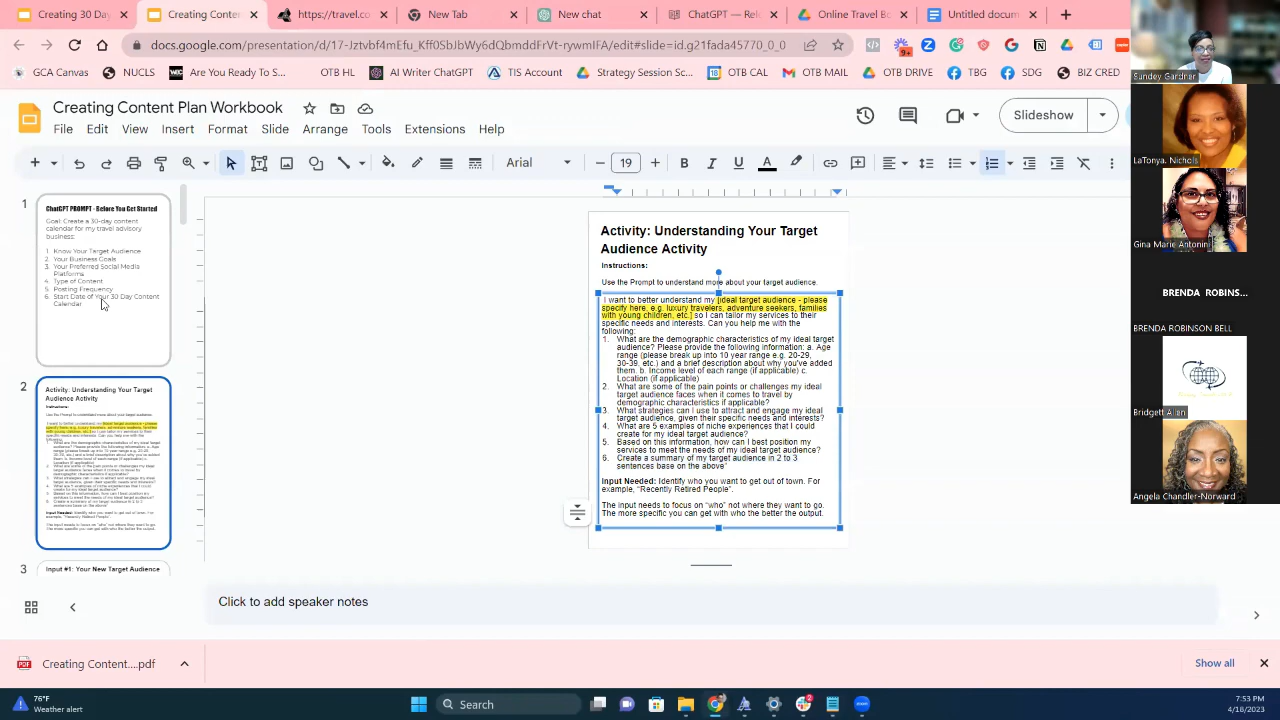 Creating 30
Creating Conten
https://travel.co
New Tab
New chat
ChatGPT — Rele
Online Travel Bo
Untitled docum
docs.google.com/presentation/d/
GCA Canvas
NUCLS
Are You Ready to S...
OTB HL
AI Writer ChatGPT
ATS Account
Strategic Selling W...
OTB CAL
OTB MAIL
OTB DRIVE
TBG
SDG
BIZ CRED
Creating Content Plan Workbook
File Edit View Insert Format Slide Arrange Tools Extensions Help
Slideshow
Arial
19
1
ChatGPT PROMPT - Before You Get Started
Goal: Create a 30-day content
calendar for my travel advisory
business:
1. Know Your Target Audience
2. Your Business Goals
3. Your Preferred Social Media
Platforms
4. Type of Content
5. Posting Frequency
6. Start Date of Your 30 Day Content
Calendar
2
Activity: Understanding Your Target
Audience Activity
3
Input #1: Your New Target Audience
Activity: Understanding Your Target
Audience Activity
Instructions:
Use the Prompt to understand more about your target audience.
I want to better understand my [ideal target audience - please
specify here, e.g. luxury travelers, adventure seekers, families
with young children, etc.] so I can tailor my services to their
specific needs and interests. Can you help me with the
following:
1. What are the demographic characteristics of my ideal target
audience? Please provide the following information: a. Age
range (please break up into 10 year range e.g. 20-29,
30-39, etc.) and a brief description about why you've added
them. b. Income level of each range (if applicable) c.
Location (if applicable)
2. What are some of the pain points or challenges my ideal
target audience faces when it comes to travel by
demographic characteristics if applicable?
3. What strategies can I use to attract and engage my ideal
target audience, given their specific needs and interests?
4. What are 5 examples of niche experiences that I could
create for my ideal target audience?
5. Based on this information, how can I best position my
services to meet the needs of my ideal target audience?
6. Create a summary of my target audience in 2 to 3
sentences base on the above"
Input Needed: Identify who you want to get out of town? For
example, "Recently Retired People".
The input needs to focus on "who" not where they want to go.
The more specific you can get with who the better the output.
Click to add speaker notes
Creating Content....pdf
Show all
76°F
Weather alert
Search
7:53 PM
4/18/2023
Sundey Gardner
LaTonya. Nichols
Gina Marie Antonini
BRENDA ROBINS...
BRENDA ROBINSON BELL
Bridgett Allen
Angela Chandler-Norward